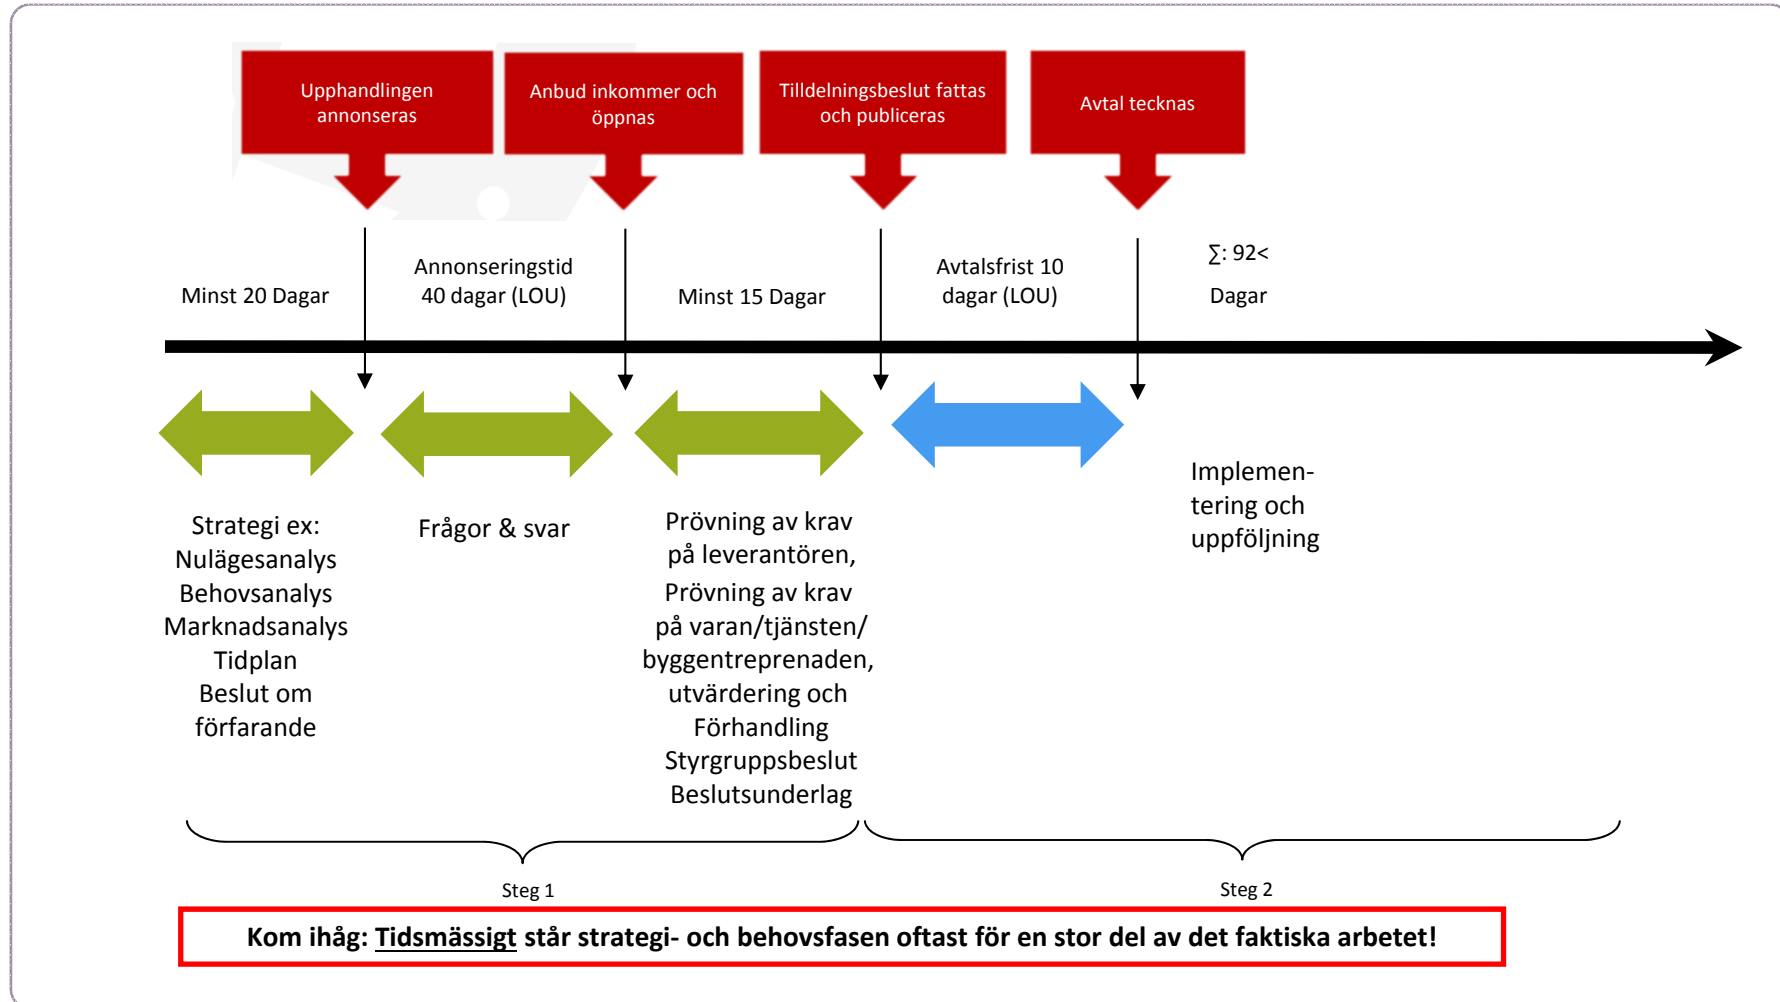 Upphandlingen
annonseras
Anbud inkommer och
öppnas
Tilldelningsbeslut fattas
och publiceras
Avtal tecknas
Minst 20 Dagar
Annonseringstid
40 dagar (LOU)
Minst 15 Dagar
Avtalsfrist 10
dagar (LOU)
∑: 92<
Dagar
Strategi ex:
Nulägesanalys
Behovsanalys
Marknadsanalys
Tidplan
Beslut om
förfarande
Frågor & svar
Prövning av krav
på leverantören,
Prövning av krav
på varan/tjänsten/
byggentreprenaden,
utvärdering och
Förhandling
Styrgruppsbeslut
Beslutsunderlag
Implemen-
tering och
uppföljning
Steg 1
Steg 2
Kom ihåg: Tidsmässigt står strategi- och behovsfasen oftast för en stor del av det faktiska arbetet!